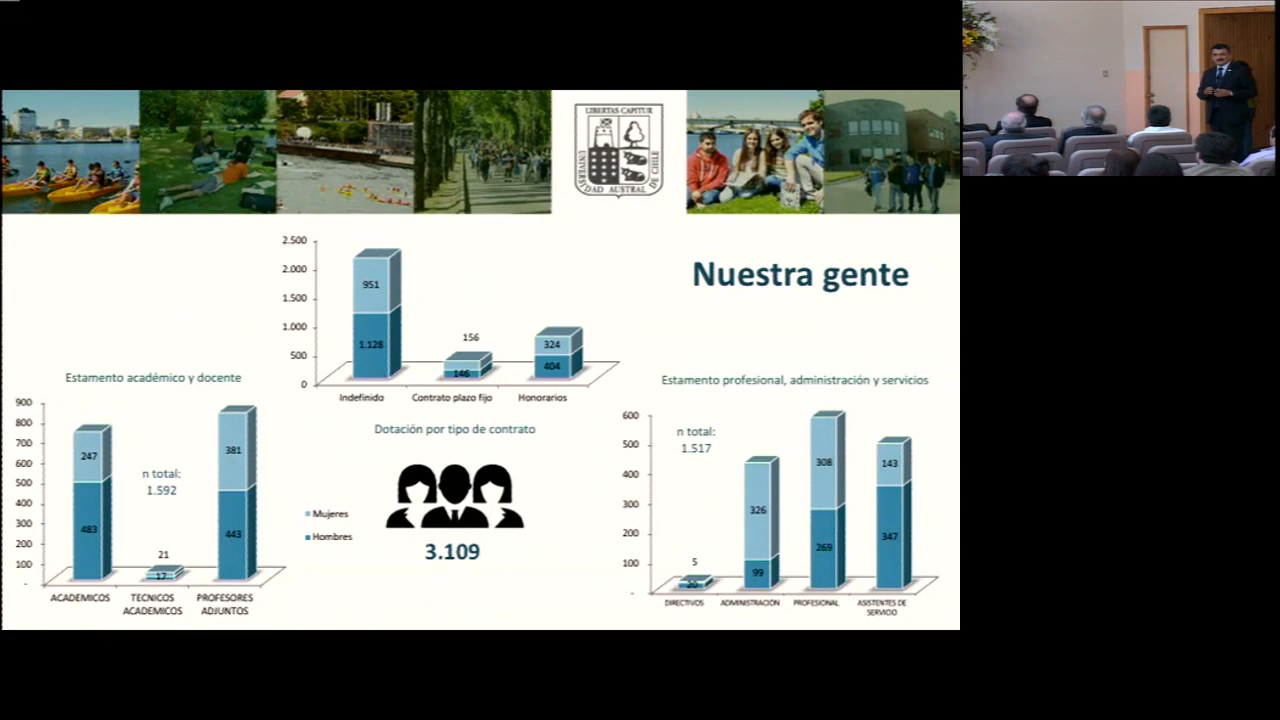 LIBERTAS CAPITUR
UNIVERSIDAD AUSTRAL DE CHILE
Nuestra gente
2.500
2.000
1.500
1.000
500
0
951
1.128
156
146
324
404
Indefinido
Contrato plazo fijo
Honorarios
Dotación por tipo de contrato
Mujeres
Hombres
3.109
Estamento académico y docente
900
800
700
600
500
400
300
200
100
-
247
483
n total:
1.592
21
17
381
443
ACADEMICOS
TECNICOS
ACADEMICOS
PROFESORES
ADJUNTOS
Estamento profesional, administración y servicios
600
500
400
300
200
100
-
n total:
1.517
5
20
326
99
308
269
143
347
DIRECTIVOS
ADMINISTRACIÓN
PROFESIONAL
ASISTENTES DE
SERVICIO